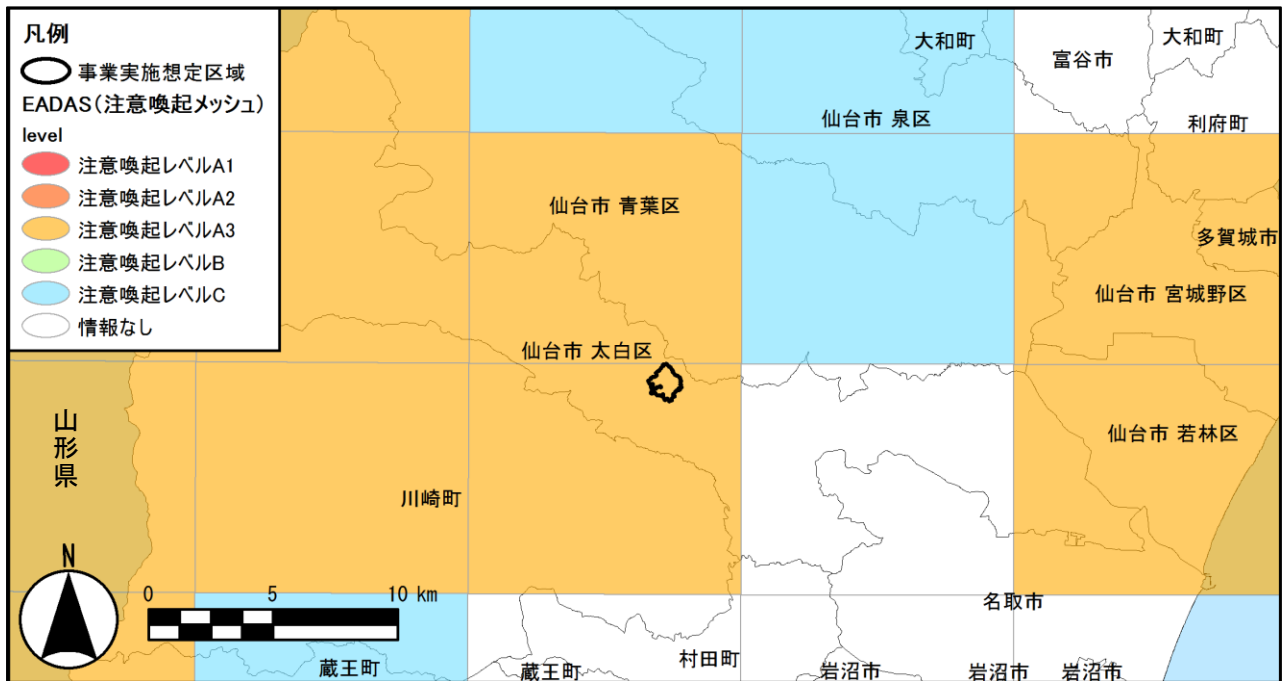 凡例
事業実施想定区域
EADAS(注意喚起メッシュ)
level
注意喚起レベルA1
注意喚起レベルA2
注意喚起レベルA3
注意喚起レベルB
注意喚起レベルC
情報なし
大和町
富谷市
大和町
仙台市 泉区
利府町
仙台市 青葉区
多賀城市
仙台市 宮城野区
仙台市 太白区
山形県
仙台市 若林区
川崎町
N
0 5 10 km
名取市
蔵王町
蔵王町
村田町
岩沼市
岩沼市
岩沼市